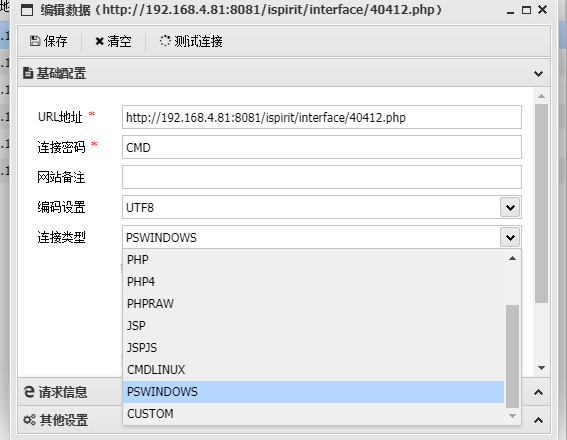 编辑数据 (http://192.168.4.81:8081/ispirit/interface/40412.php)
保存 清空 测试连接
基础配置
URL地址 * http://192.168.4.81:8081/ispirit/interface/40412.php
连接密码 * CMD
网站备注
编码设置 UTF8
连接类型 PSWINDOWS
PHP
PHP4
PHPRAW
JSP
JSPJS
CMDLINUX
PSWINDOWS
CUSTOM
请求信息
其他设置